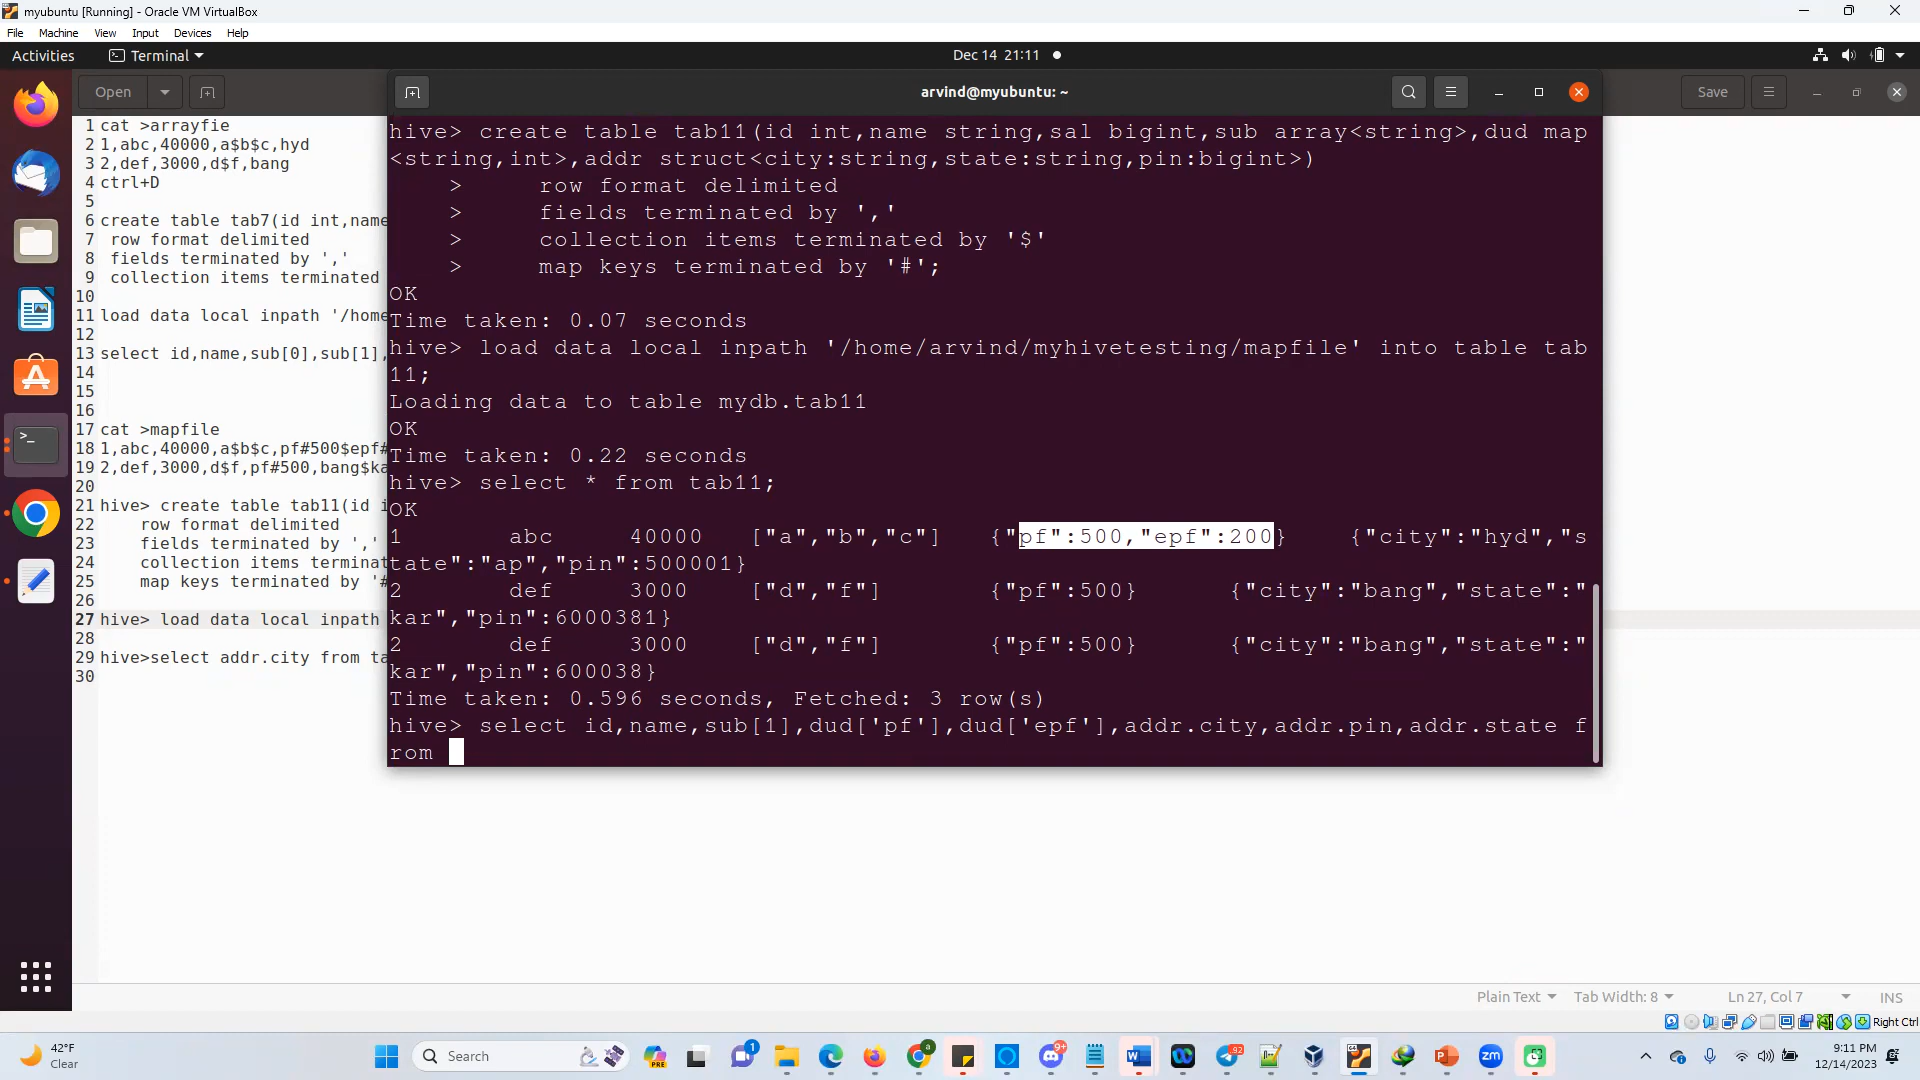 myubuntu [Running] - Oracle VM VirtualBox
File Machine View Input Devices Help
Activities Terminal Dec 14 21:11
Open arvind@myubuntu: ~ Save
1 cat >arrayfie
2 1,abc,40000,a$b$c,hyd
3 2,def,3000,d$f,bang
4 ctrl+D
5
6 create table tab7(id int,name
7 row format delimited
8 fields terminated by ','
9 collection items terminated
10
11 load data local inpath '/home
12
13 select id,name,sub[0],sub[1],
14
15
16
17 cat >mapfile
18 1,abc,40000,a$b$c,pf#500$epf#
19 2,def,3000,d$f,pf#500,bang$ka
20
21 hive> create table tab11(id i
22 row format delimited
23 fields terminated by ','
24 collection items terminat
25 map keys terminated by '#
26
27 hive> load data local inpath
28
29 hive>select addr.city from ta
30
hive> create table tab11(id int,name string,sal bigint,sub array<string>,dud map
<string,int>,addr struct<city:string,state:string,pin:bigint>)
> row format delimited
> fields terminated by ','
> collection items terminated by '$'
> map keys terminated by '#';
OK
Time taken: 0.07 seconds
hive> load data local inpath '/home/arvind/myhivetesting/mapfile' into table tab
11;
Loading data to table mydb.tab11
OK
Time taken: 0.22 seconds
hive> select * from tab11;
OK
1 abc 40000 ["a","b","c"] {"pf":500,"epf":200} {"city":"hyd","s
tate":"ap","pin":500001}
2 def 3000 ["d","f"] {"pf":500} {"city":"bang","state":"
kar","pin":6000381}
2 def 3000 ["d","f"] {"pf":500} {"city":"bang","state":"
kar","pin":600038}
Time taken: 0.596 seconds, Fetched: 3 row(s)
hive> select id,name,sub[1],dud['pf'],dud['epf'],addr.city,addr.pin,addr.state f
rom
Plain Text Tab Width: 8 Ln 27, Col 7 INS
Right Ctrl
42°F
Clear
Search
PRE
1
a
9+
92
zm
9:11 PM
12/14/2023